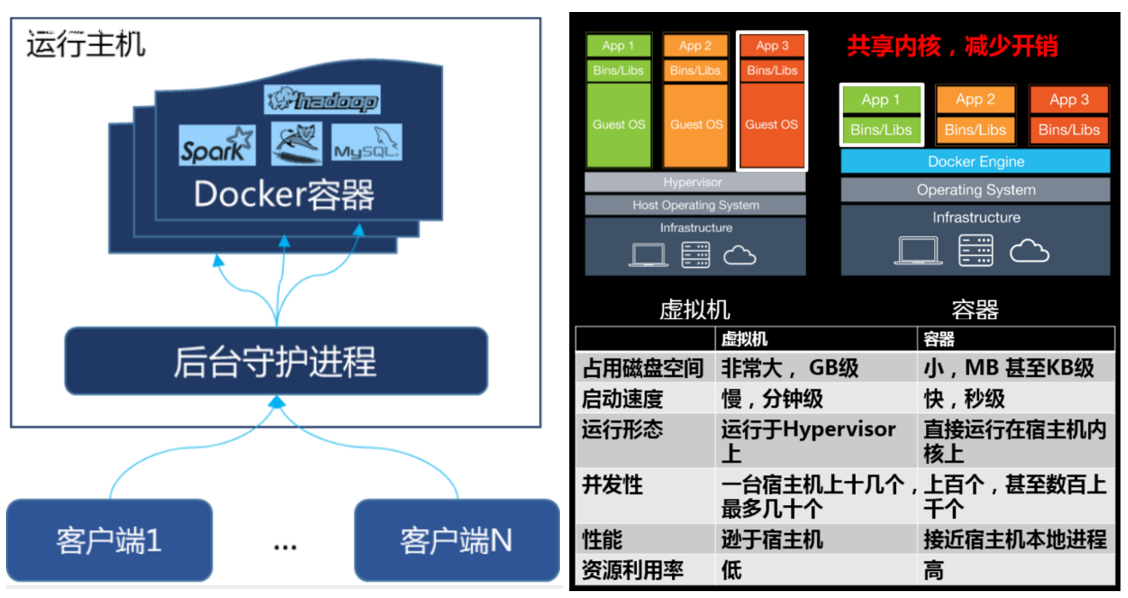 运行主机
hadoop
Spark
MySQL
Docker容器
后台守护进程
客户端1
...
客户端N
App 1
App 2
App 3
Bins/Libs
Bins/Libs
Bins/Libs
Guest OS
Guest OS
Guest OS
Hypervisor
Host Operating System
Infrastructure
共享内核，减少开销
App 1
App 2
App 3
Bins/Libs
Bins/Libs
Bins/Libs
Docker Engine
Operating System
Infrastructure
虚拟机
容器
虚拟机 容器
占用磁盘空间 非常大， GB级 小，MB 甚至KB级
启动速度 慢，分钟级 快，秒级
运行形态 运行于Hypervisor 直接运行在宿主机内
上 核上
并发性 一台宿主机上十几个， 上百个，甚至数百上
最多几十个 千个
性能 逊于宿主机 接近宿主机本地进程
资源利用率 低 高